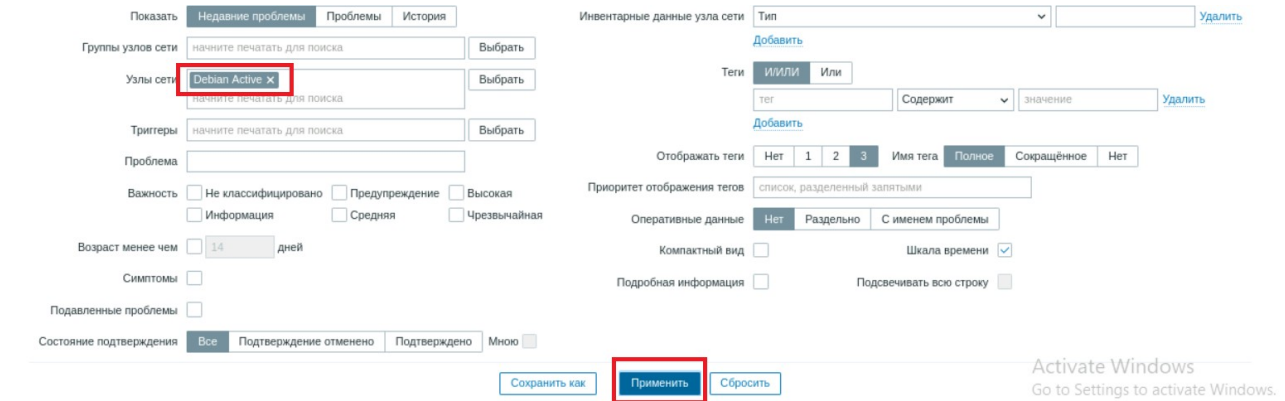 Показать Недавние проблемы Проблемы История
Группы узлов сети начните печатать для поиска Выбрать
Узлы сети Debian Active × Выбрать
начните печатать для поиска
Триггеры начните печатать для поиска Выбрать
Проблема
Важность Не классифицировано Предупреждение Высокая
Информация Средняя Чрезвычайная
Возраст менее чем 14 дней
Симптомы
Подавленные проблемы
Состояние подтверждения Все Подтверждение отменено Подтверждено Мною
Инвентарные данные узла сети Тип Удалить
Добавить
Теги И/ИЛИ Или
тег Содержит значение Удалить
Добавить
Отображать теги Нет 1 2 3 Имя тега Полное Сокращённое Нет
Приоритет отображения тегов список, разделенный запятыми
Оперативные данные Нет Раздельно С именем проблемы
Компактный вид Шкала времени
Подробная информация Подсвечивать всю строку
Сохранить как Применить Сбросить
Activate Windows
Go to Settings to activate Windows.